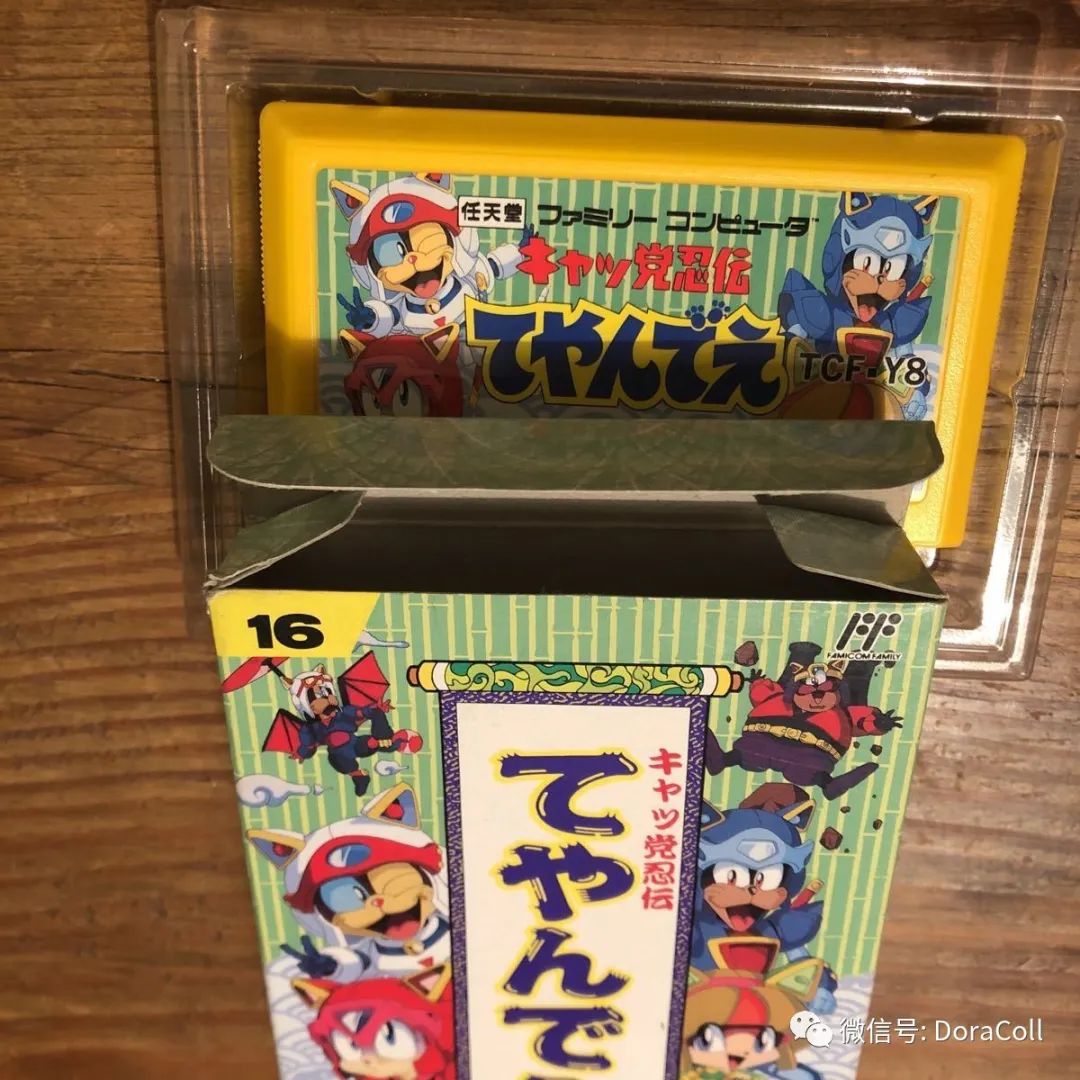 任天堂 ファミリー コンピュータ™
キャッ党忍伝
てやんでえ
TCF-Y8
16
FAMICOM FAMILY
キャッ党忍伝
てやんで
微信号: DoraColl